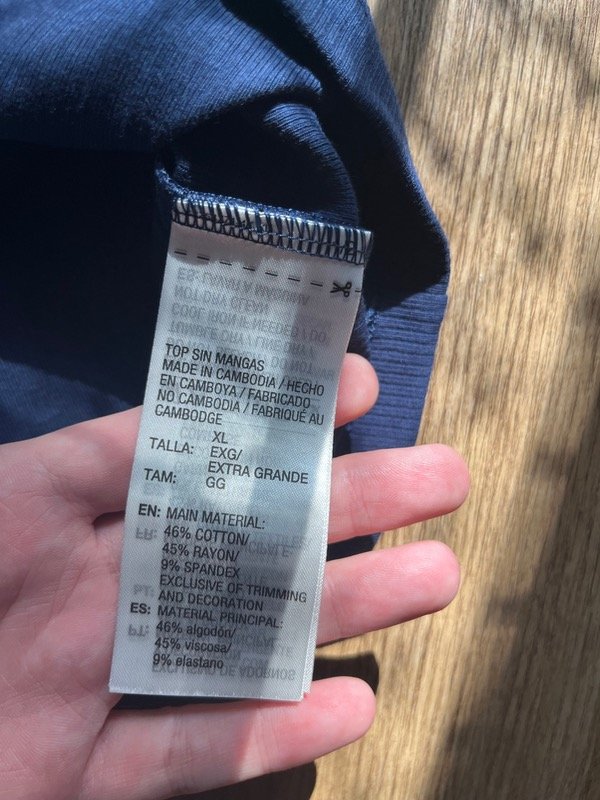 TOP SIN MANGAS
MADE IN CAMBODIA / HECHO
EN CAMBOYA / FABRICADO
NO CAMBODIA / FABRIQUÉ AU
CAMBODGE
XL
TALLA: EXG/
EXTRA GRANDE
TAM: GG
EN: MAIN MATERIAL:
46% COTTON/
45% RAYON/
9% SPANDEX
EXCLUSIVE OF TRIMMING
AND DECORATION
ES: MATERIAL PRINCIPAL:
46% algodón/
45% viscosa/
9% elastano